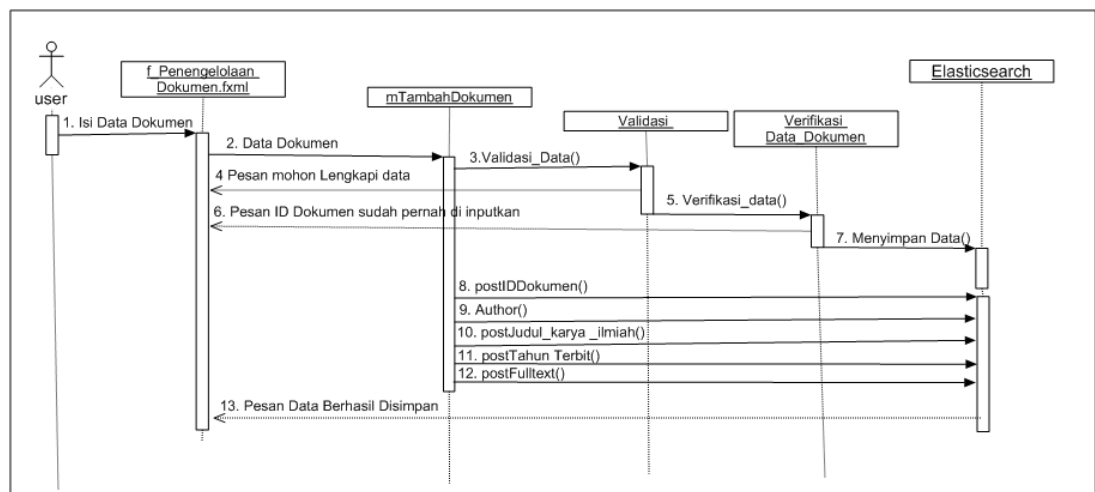 user
f_Penengelolaan
Dokumen.fxml
mTambahDokumen
Validasi
Verifikasi
Data_Dokumen
Elasticsearch
1. Isi Data Dokumen
2. Data Dokumen
3.Validasi_Data()
4 Pesan mohon Lengkapi data
5. Verifikasi_data()
6. Pesan ID Dokumen sudah pernah di inputkan
7. Menyimpan Data()
8. postIDDokumen()
9. Author()
10. postJudul_karya _ilmiah()
11. postTahun Terbit()
12. postFulltext()
13. Pesan Data Berhasil Disimpan